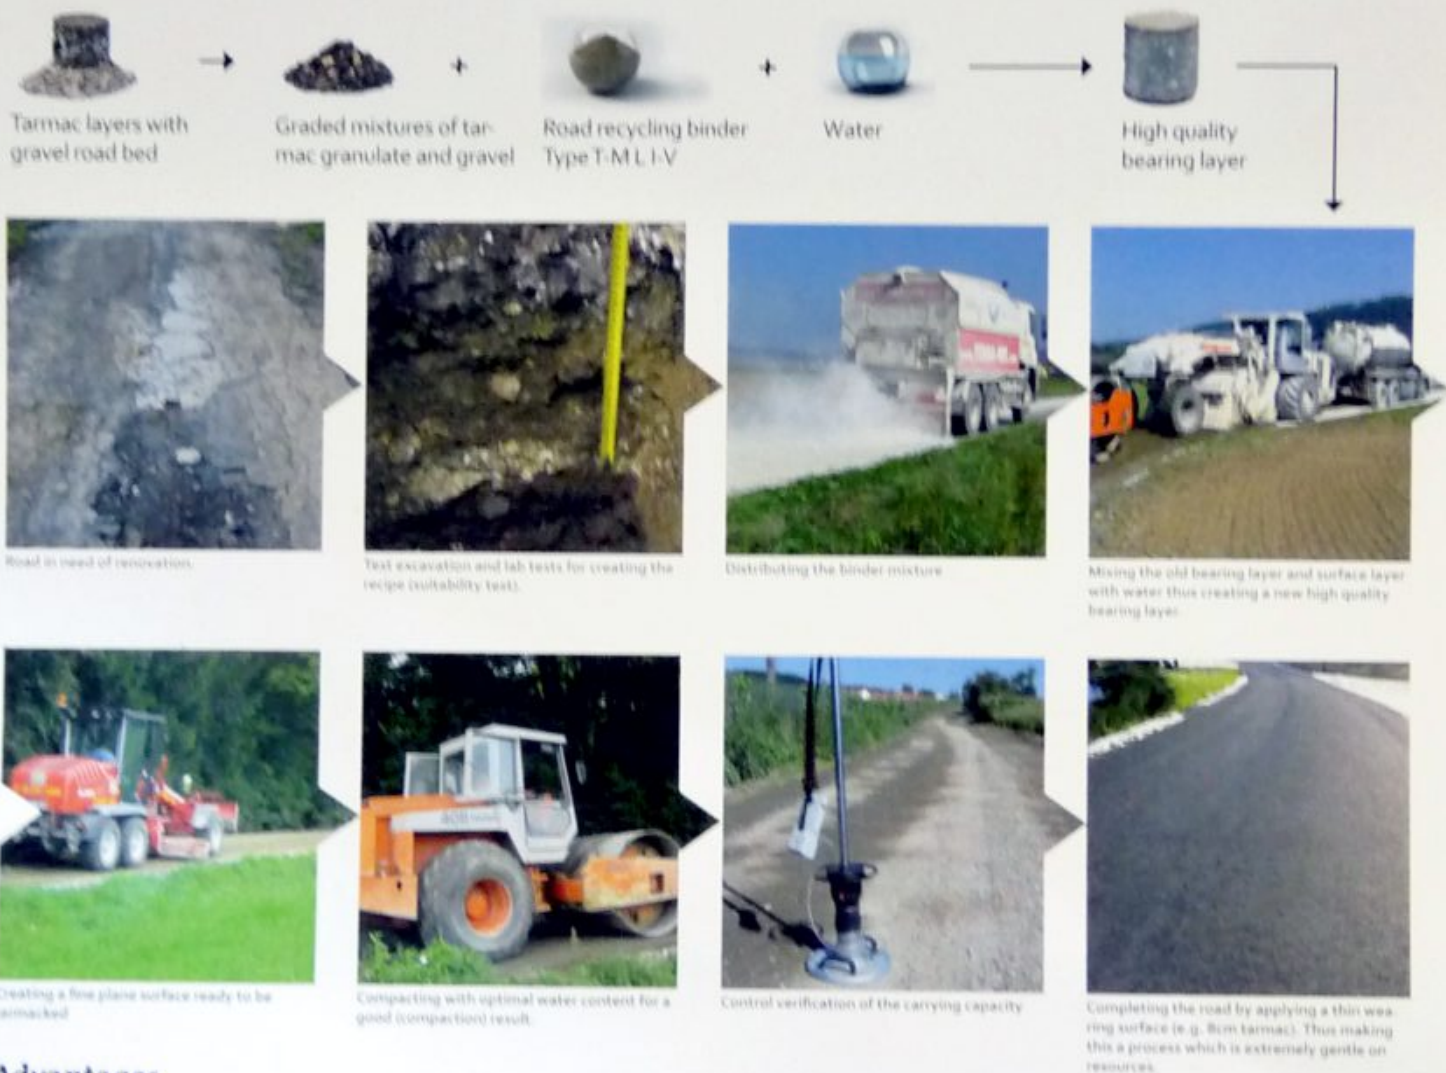 Tarmac layers with
gravel road bed
Graded mixtures of tar-
mac granulate and gravel
Road recycling binder
Type T-M L I-V
Water
High quality
bearing layer
Road in need of renovation.
Test excavation and lab tests for creating the
recipe (suitability test).
Distributing the binder mixture
Mixing the old bearing layer and surface layer
with water thus creating a new high quality
bearing layer.
Creating a fine plane surface ready to be
tarmacked
Compacting with optimal water content for a
good (compaction) result.
Control verification of the carrying capacity
Completing the road by applying a thin wea-
ring surface (e.g. 8cm tarmac). Thus making
this a process which is extremely gentle on
resources.
Advantages